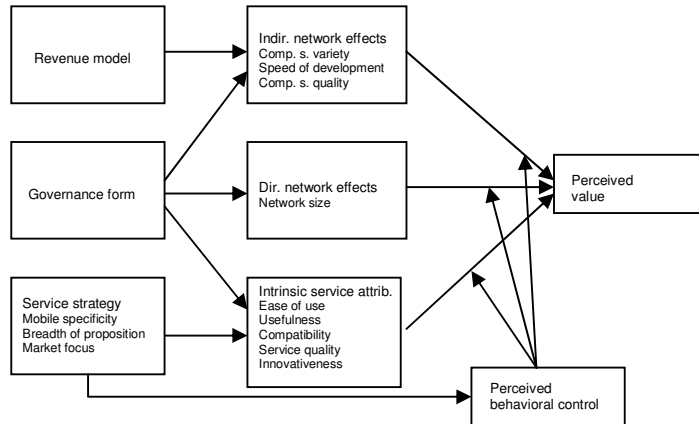 Revenue model
Indir. network effects
Comp. s. variety
Speed of development
Comp. s. quality
Governance form
Dir. network effects
Network size
Perceived
value
Service strategy
Mobile specificity
Breadth of proposition
Market focus
Intrinsic service attrib.
Ease of use
Usefulness
Compatibility
Service quality
Innovativeness
Perceived
behavioral control